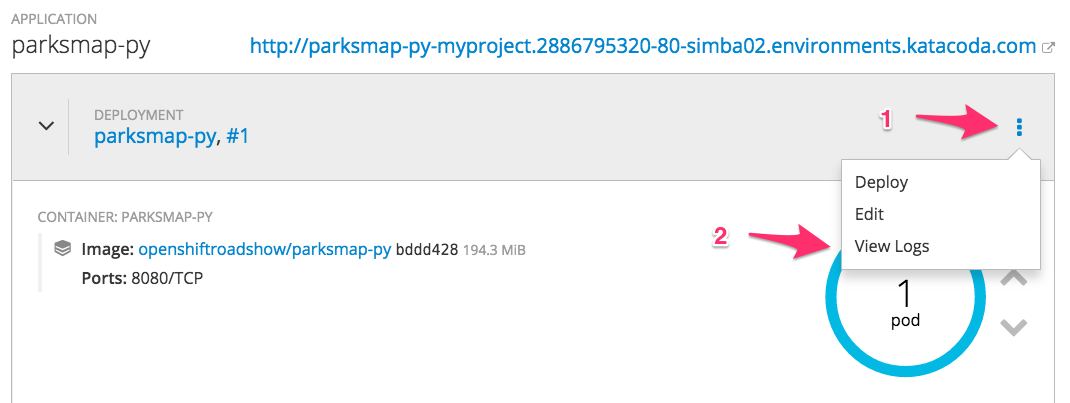 APPLICATION
parksmap-py
http://parksmap-py-myproject.2886795320-80-simba02.environments.katacoda.com
DEPLOYMENT
parksmap-py, #1
1
Deploy
Edit
View Logs
2
CONTAINER: PARKSMAP-PY
Image: openshiftroadshow/parksmap-py bddd428 194.3 MiB
Ports: 8080/TCP
1
pod